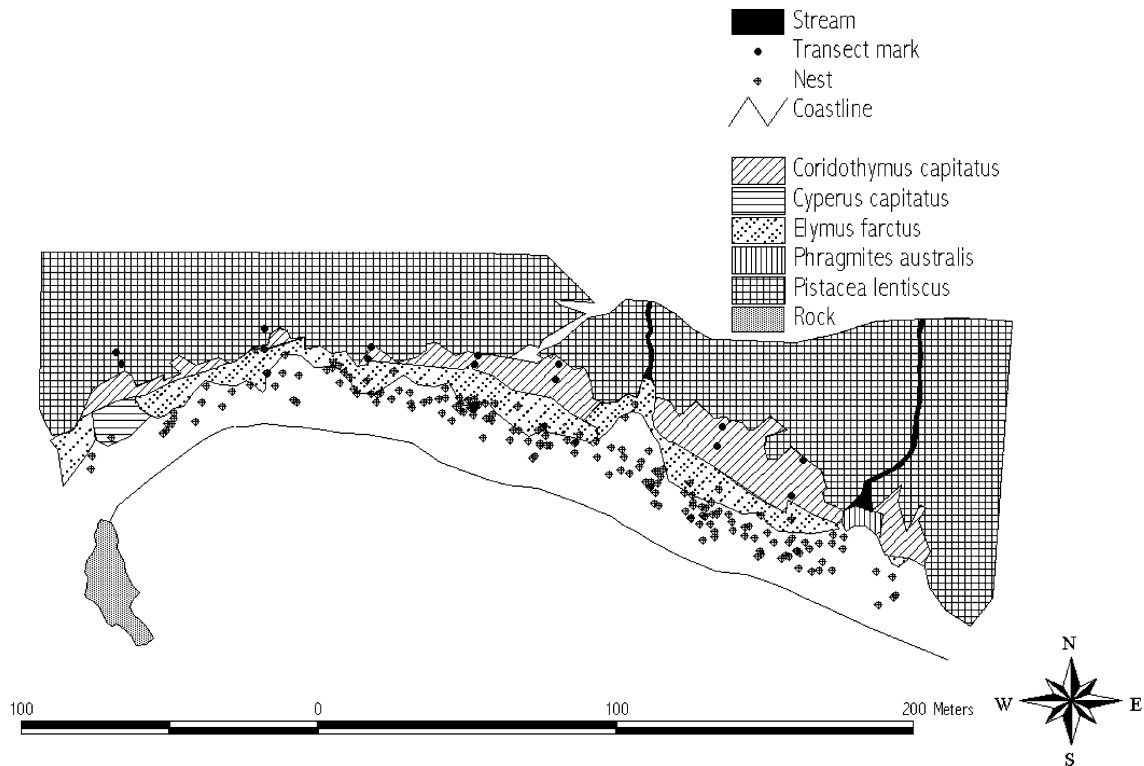 Stream
Transect mark
Nest
Coastline
Coridothymus capitatus
Cyperus capitatus
Elymus farctus
Phragmites australis
Pistacea lentiscus
Rock
100 0 100 200 Meters
N
W E
S